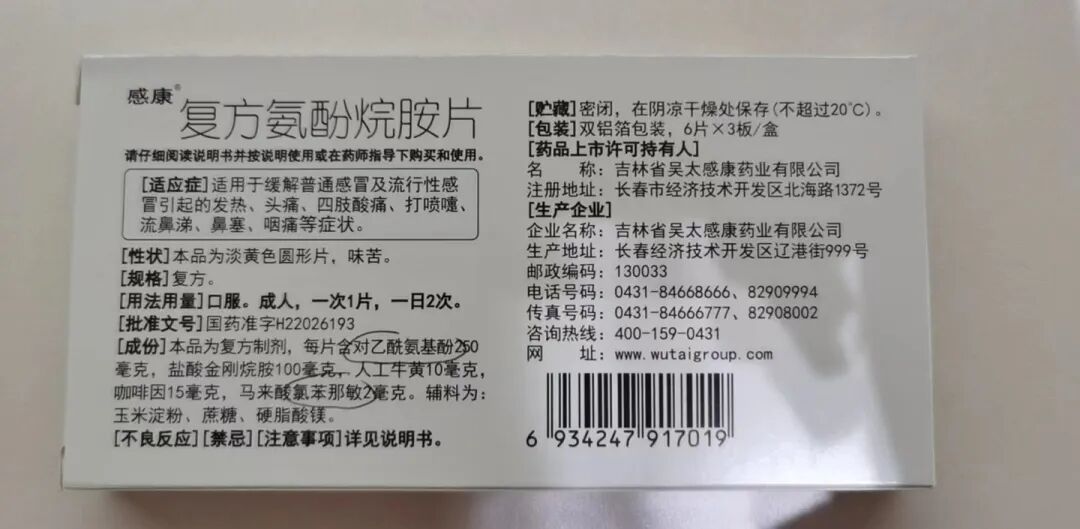 感康®
复方氨酚烷胺片
请仔细阅读说明书并按说明使用或在药师指导下购买和使用。
[适应症]适用于缓解普通感冒及流行性感
冒引起的发热、头痛、四肢酸痛、打喷嚏、
流鼻涕、鼻塞、咽痛等症状。
[性状]本品为淡黄色圆形片，味苦。
[规格]复方。
[用法用量]口服。成人，一次1片，一日2次。
[批准文号]国药准字H22026193
[成份]本品为复方制剂，每片含对乙酰氨基酚250
毫克，盐酸金刚烷胺100毫克，人工牛黄10毫克，
咖啡因15毫克，马来酸氯苯那敏2毫克。辅料为：
玉米淀粉、蔗糖、硬脂酸镁。
[不良反应][禁忌][注意事项]详见说明书。
[贮藏]密闭，在阴凉干燥处保存(不超过20℃)。
[包装]双铝箔包装，6片×3板/盒
[药品上市许可持有人]
名　　称：吉林省吴太感康药业有限公司
注册地址：长春市经济技术开发区北海路1372号
[生产企业]
企业名称：吉林省吴太感康药业有限公司
生产地址：长春经济技术开发区辽港街999号
邮政编码：130033
电话号码：0431-84668666、82909994
传真号码：0431-84666777、82908002
咨询热线：400-159-0431
网　　址：www.wutaigroup.com
6 934247 917019